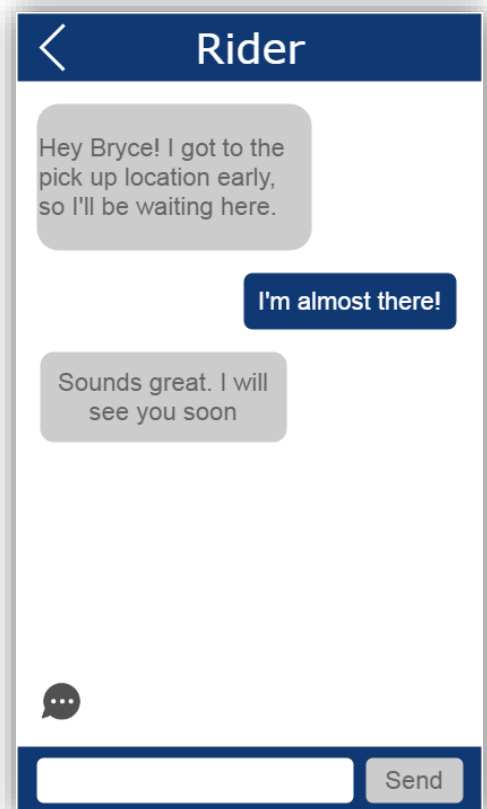 Rider
Hey Bryce! I got to the
pick up location early,
so I'll be waiting here.
I'm almost there!
Sounds great. I will
see you soon
Send